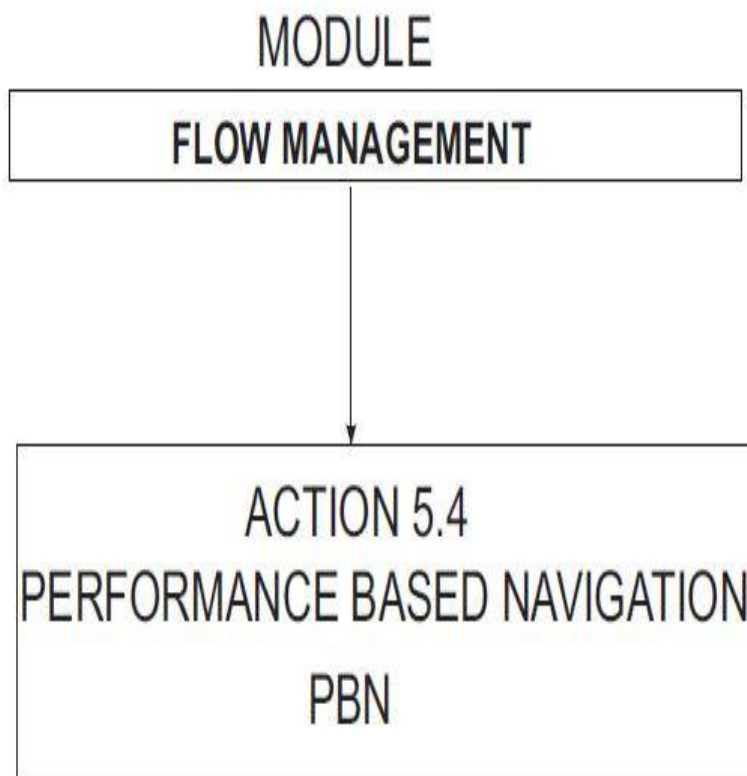 MODULE
FLOW MANAGEMENT
ACTION 5.4
PERFORMANCE BASED NAVIGATION
PBN